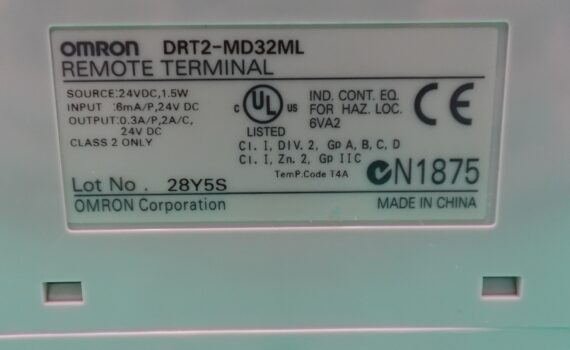 OMRON DRT2-MD32ML
REMOTE TERMINAL
SOURCE:24VDC,1.5W
INPUT :6mA/P,24V DC
OUTPUT:0.3A/P,2A/C,
24V DC
CLASS 2 ONLY
C UL US
LISTED
IND. CONT. EQ.
FOR HAZ. LOC.
6VA2
CE
Cl. I, DIV. 2, Gp A, B, C, D
Cl. I, Zn. 2, Gp IIC
TemP.Code T4A
N1875
Lot No. 28Y5S
OMRON Corporation
MADE IN CHINA